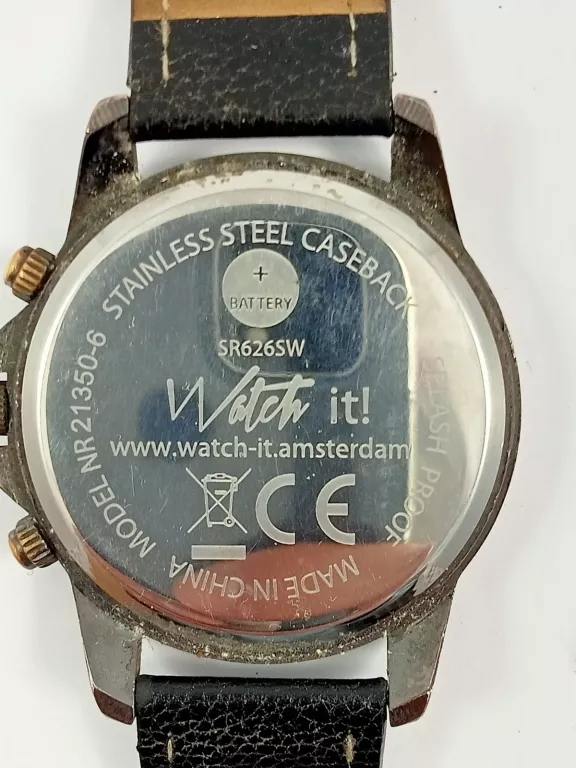 STAINLESS STEEL CASEBACK
+
BATTERY
SR626SW
Watch it!
www.watch-it.amsterdam
CE
SPLASH PROOF
MADE IN CHINA
MODEL NR 21350-6